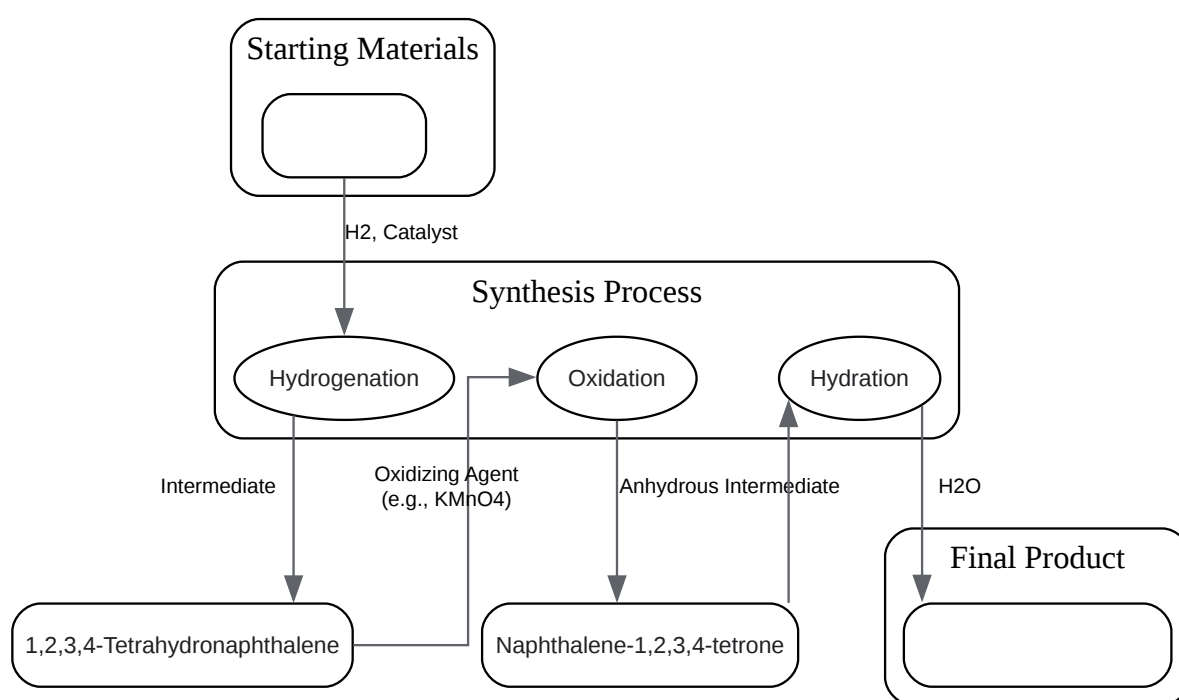 Starting Materials
H2, Catalyst
Synthesis Process
Hydrogenation
Oxidation
Hydration
Intermediate
Oxidizing Agent
(e.g., KMnO4)
Anhydrous Intermediate
H2O
Final Product
1,2,3,4-Tetrahydronaphthalene
Naphthalene-1,2,3,4-tetrone